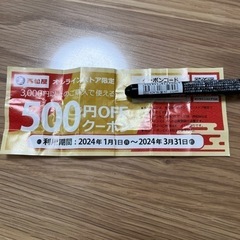 西松屋 オンラインストア限定
クーポンコード
3,000円以上のご購入で使える
500円OFF
クーポン
利用期間：2024年1月1日㊊〜2024年3月31日㊐